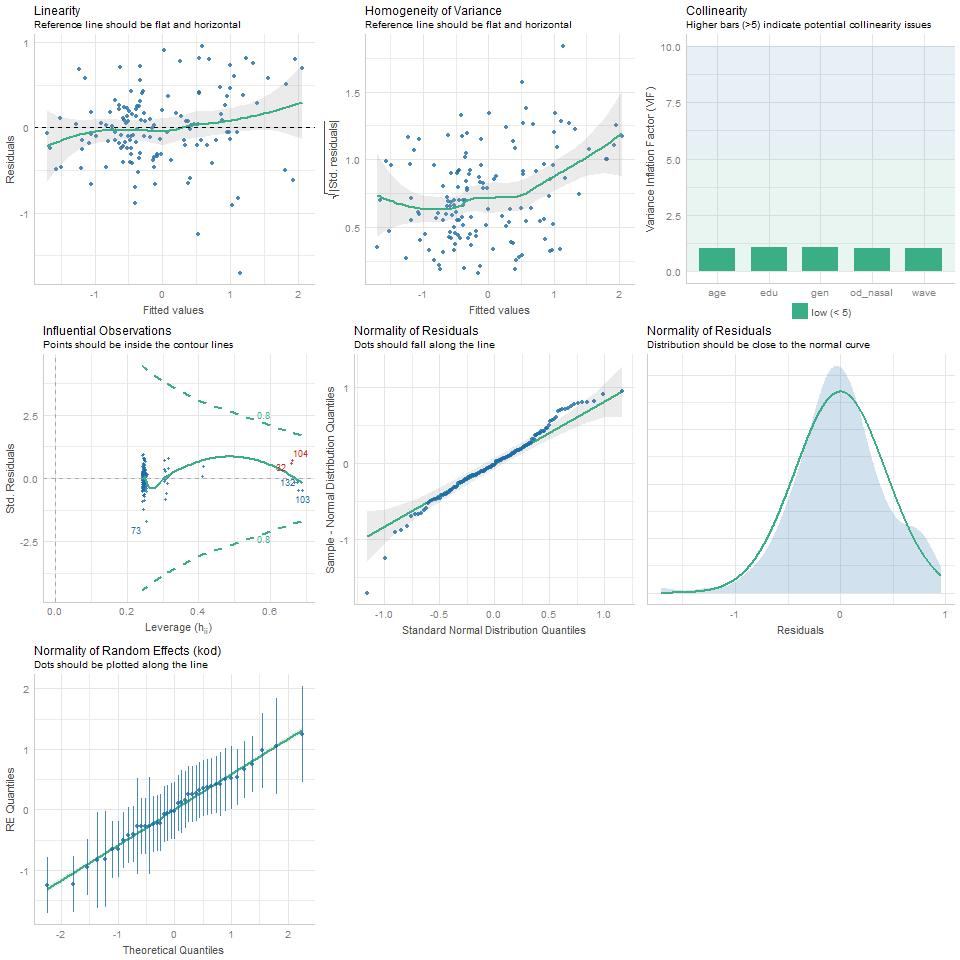 Linearity
Reference line should be flat and horizontal
1
0
-1
Residuals
-1
0
1
2
Fitted values
Homogeneity of Variance
Reference line should be flat and horizontal
1.5
1.0
0.5
√|Std. residuals|
-1
0
1
2
Fitted values
Collinearity
Higher bars (>5) indicate potential collinearity issues
10.0
7.5
5.0
2.5
0.0
Variance Inflation Factor (VIF)
age
edu
gen
od_nasal
wave
low (< 5)
Influential Observations
Points should be inside the contour lines
2.5
0.0
-2.5
Std. Residuals
0.8
104
32
132
103
73
0.8
0.0
0.2
0.4
0.6
Leverage (hii)
Normality of Residuals
Dots should fall along the line
1
0
-1
Sample - Normal Distribution Quantiles
-1.0
-0.5
0.0
0.5
1.0
Standard Normal Distribution Quantiles
Normality of Residuals
Distribution should be close to the normal curve
-1
0
1
Residuals
Normality of Random Effects (kod)
Dots should be plotted along the line
2
1
0
-1
RE Quantiles
-2
-1
0
1
2
Theoretical Quantiles